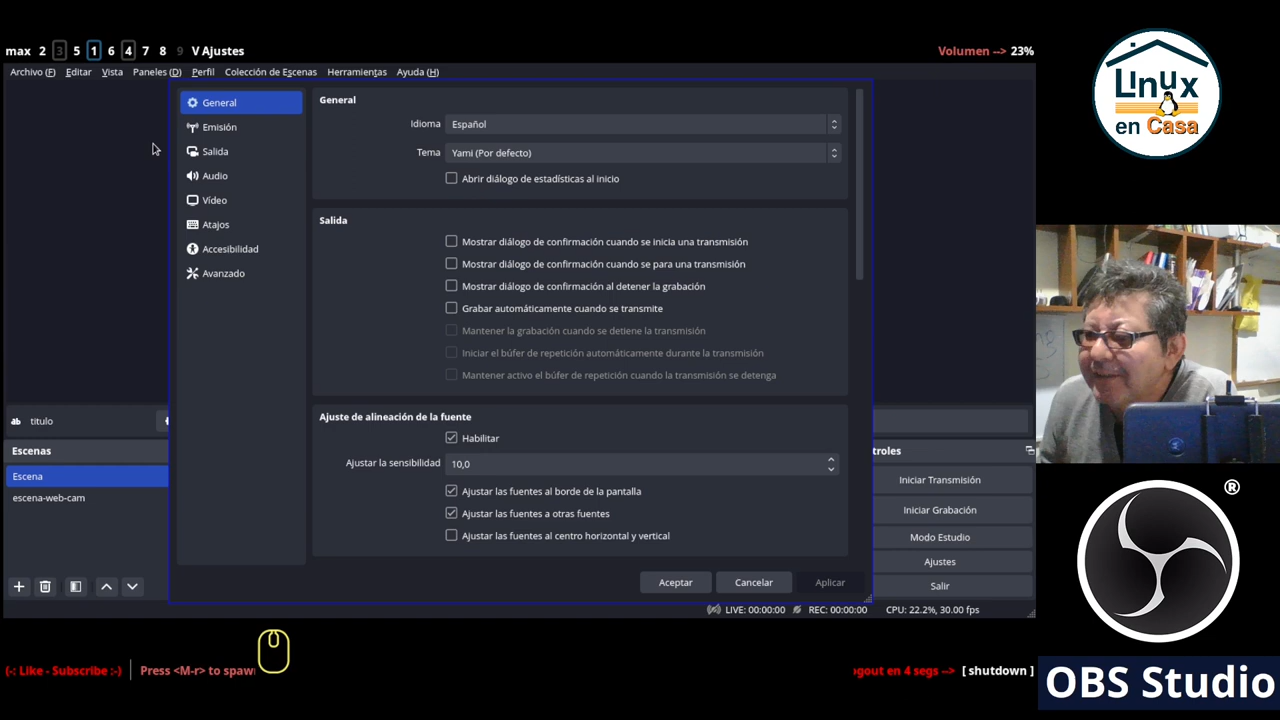 max 2 3 5 1 6 4 7 8 9 V Ajustes
Volumen --> 23%
Archivo (F) Editar Vista Paneles (D) Perfil Colección de Escenas Herramientas Ayuda (H)
General
Emisión
Salida
Audio
Vídeo
Atajos
Accesibilidad
Avanzado
General
Idioma Español
Tema Yami (Por defecto)
Abrir diálogo de estadísticas al inicio
Salida
Mostrar diálogo de confirmación cuando se inicia una transmisión
Mostrar diálogo de confirmación cuando se para una transmisión
Mostrar diálogo de confirmación al detener la grabación
Grabar automáticamente cuando se transmite
Mantener la grabación cuando se detiene la transmisión
Iniciar el búfer de repetición automáticamente durante la transmisión
Mantener activo el búfer de repetición cuando la transmisión se detenga
Ajuste de alineación de la fuente
Habilitar
Ajustar la sensibilidad 10,0
Ajustar las fuentes al borde de la pantalla
Ajustar las fuentes a otras fuentes
Ajustar las fuentes al centro horizontal y vertical
Aceptar Cancelar Aplicar
ab titulo
Escenas
Escena
escena-web-cam
troles
Iniciar Transmisión
Iniciar Grabación
Modo Estudio
Ajustes
Salir
LIVE: 00:00:00 REC: 00:00:00 CPU: 22.2%, 30.00 fps
(-: Like - Subscribe :-) Press <M-r> to spaw
gout en 4 segs --> [ shutdown ]
Linux
en Casa
®
OBS Studio